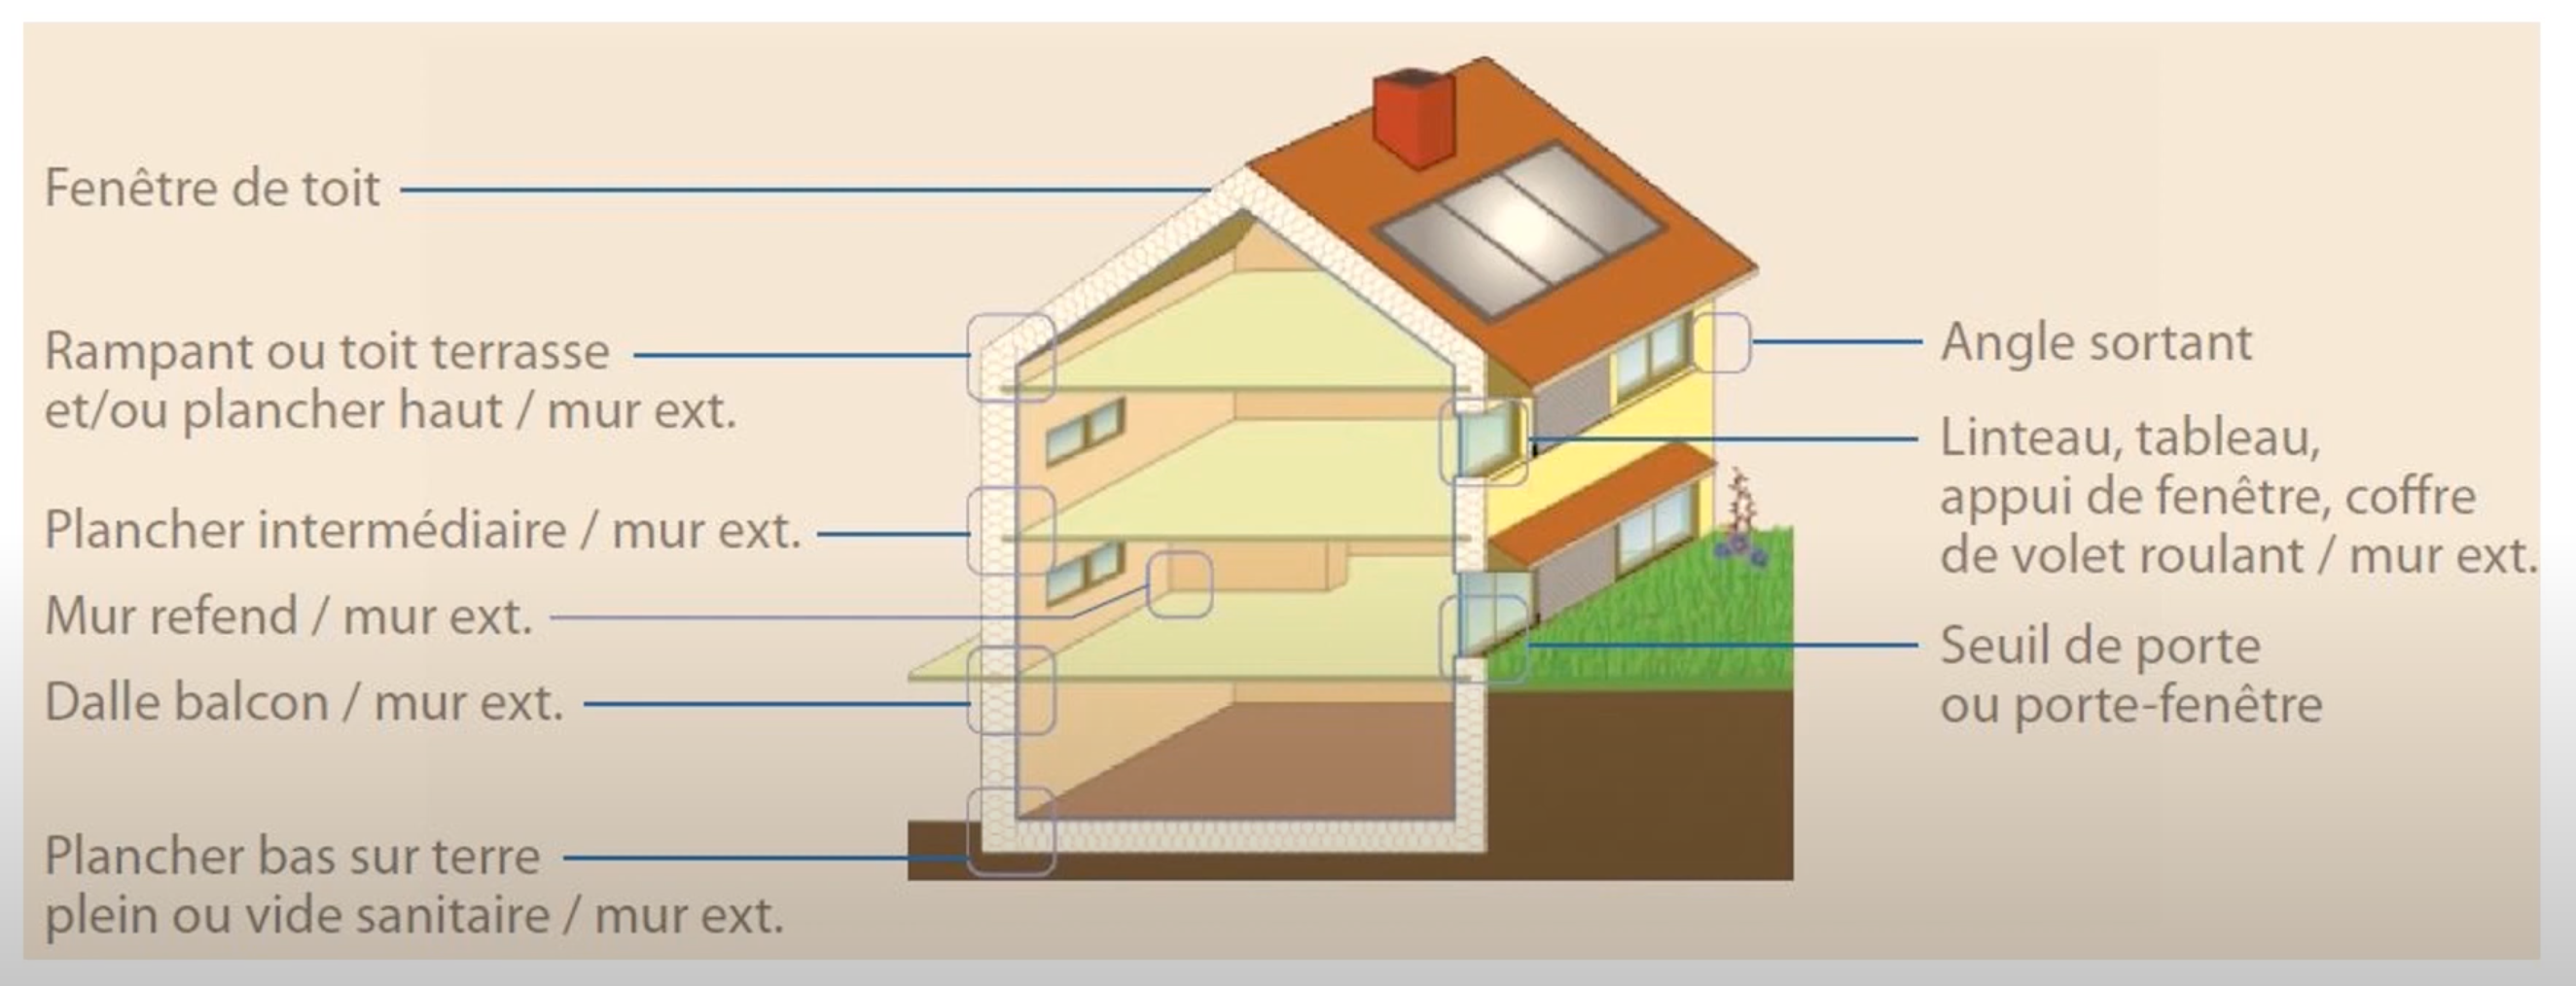 Fenêtre de toit
Rampant ou toit terrasse
et/ou plancher haut / mur ext.
Plancher intermédiaire / mur ext.
Mur refend / mur ext.
Dalle balcon / mur ext.
Plancher bas sur terre
plein ou vide sanitaire / mur ext.
Angle sortant
Linteau, tableau,
appui de fenêtre, coffre
de volet roulant / mur ext.
Seuil de porte
ou porte-fenêtre